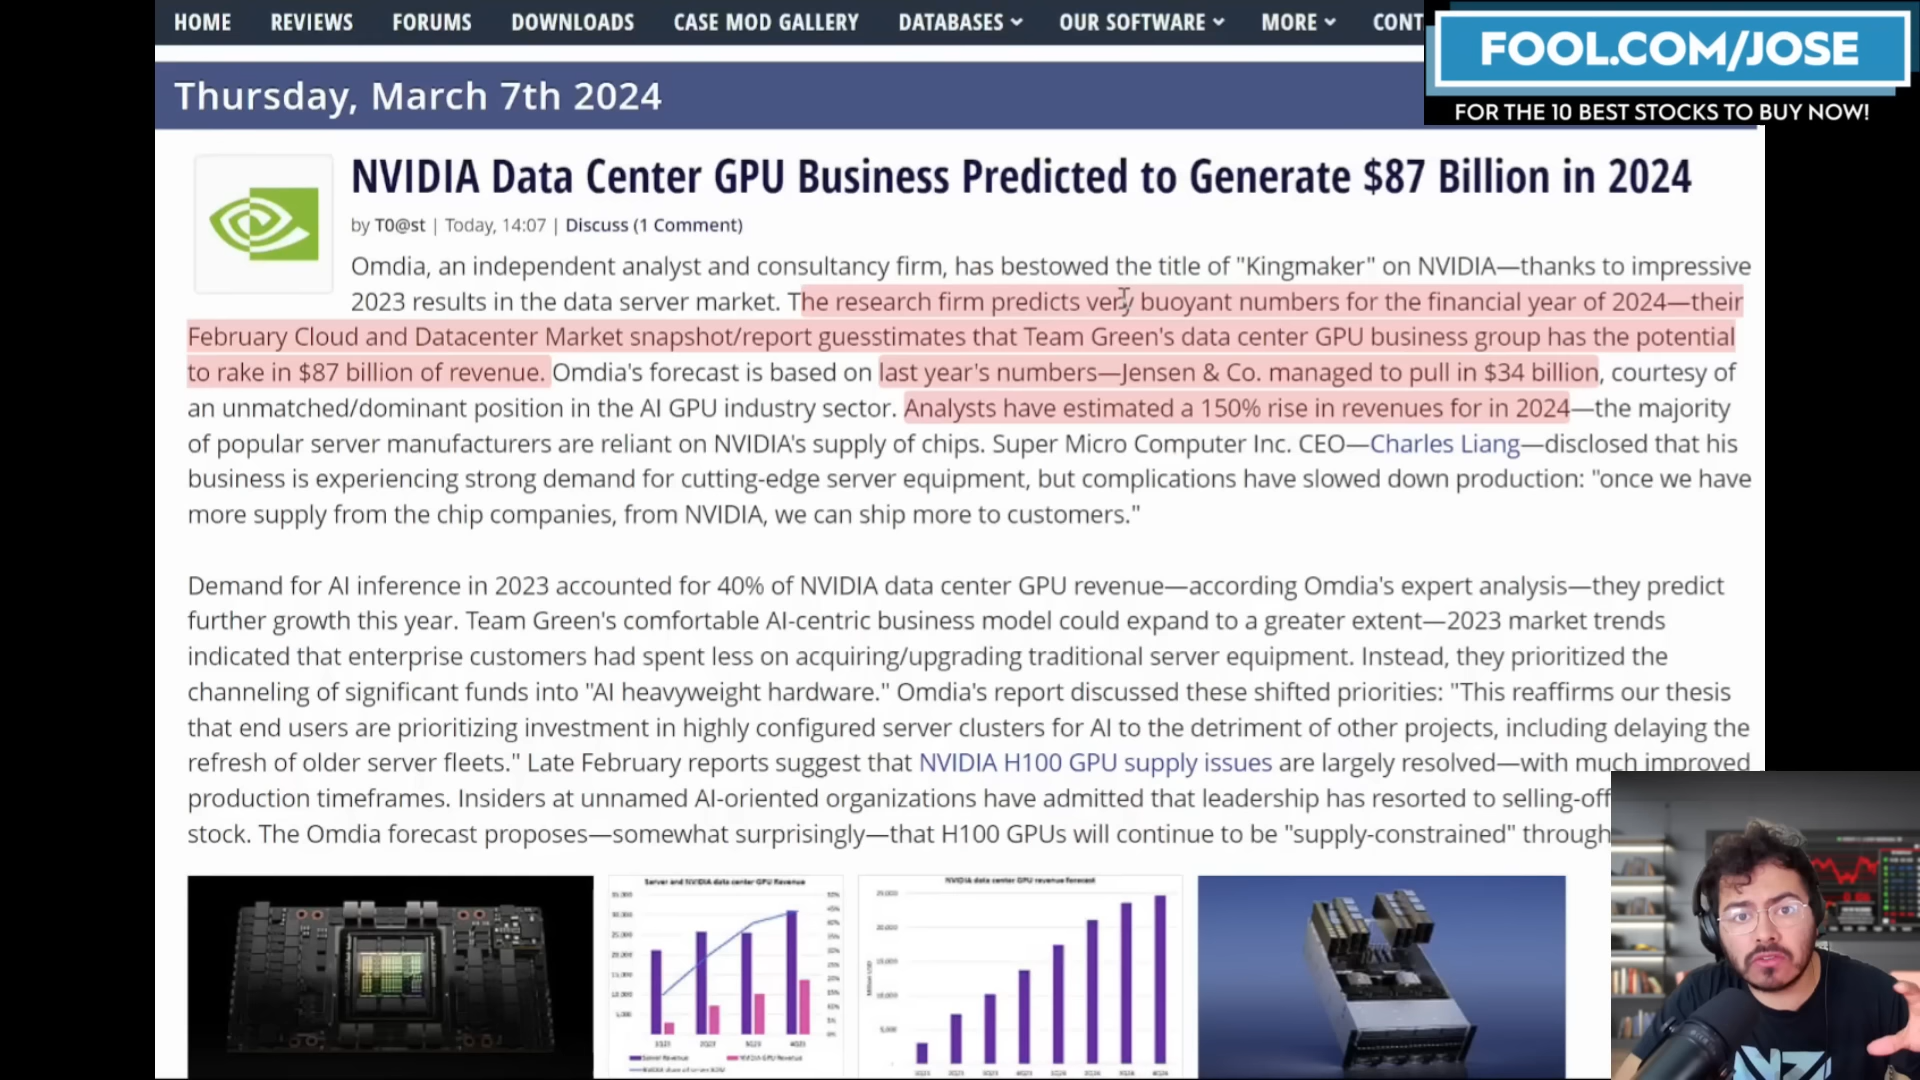 HOME REVIEWS FORUMS DOWNLOADS CASE MOD GALLERY DATABASES OUR SOFTWARE MORE CONT
FOOL.COM/JOSE
FOR THE 10 BEST STOCKS TO BUY NOW!
Thursday, March 7th 2024
NVIDIA Data Center GPU Business Predicted to Generate $87 Billion in 2024
by T0@st | Today, 14:07 | Discuss (1 Comment)
Omdia, an independent analyst and consultancy firm, has bestowed the title of "Kingmaker" on NVIDIA—thanks to impressive
2023 results in the data server market. The research firm predicts very buoyant numbers for the financial year of 2024—their
February Cloud and Datacenter Market snapshot/report guesstimates that Team Green's data center GPU business group has the potential
to rake in $87 billion of revenue. Omdia's forecast is based on last year's numbers—Jensen & Co. managed to pull in $34 billion, courtesy of
an unmatched/dominant position in the AI GPU industry sector. Analysts have estimated a 150% rise in revenues for in 2024—the majority
of popular server manufacturers are reliant on NVIDIA's supply of chips. Super Micro Computer Inc. CEO—Charles Liang—disclosed that his
business is experiencing strong demand for cutting-edge server equipment, but complications have slowed down production: "once we have
more supply from the chip companies, from NVIDIA, we can ship more to customers."
Demand for AI inference in 2023 accounted for 40% of NVIDIA data center GPU revenue—according Omdia's expert analysis—they predict
further growth this year. Team Green's comfortable AI-centric business model could expand to a greater extent—2023 market trends
indicated that enterprise customers had spent less on acquiring/upgrading traditional server equipment. Instead, they prioritized the
channeling of significant funds into "AI heavyweight hardware." Omdia's report discussed these shifted priorities: "This reaffirms our thesis
that end users are prioritizing investment in highly configured server clusters for AI to the detriment of other projects, including delaying the
refresh of older server fleets." Late February reports suggest that NVIDIA H100 GPU supply issues are largely resolved—with much improved
production timeframes. Insiders at unnamed AI-oriented organizations have admitted that leadership has resorted to selling-off
stock. The Omdia forecast proposes—somewhat surprisingly—that H100 GPUs will continue to be "supply-constrained" through
Server and NVIDIA data center GPU Revenue
NVIDIA data center GPU revenue forecast
Server Revenue NVIDIA GPU Revenue